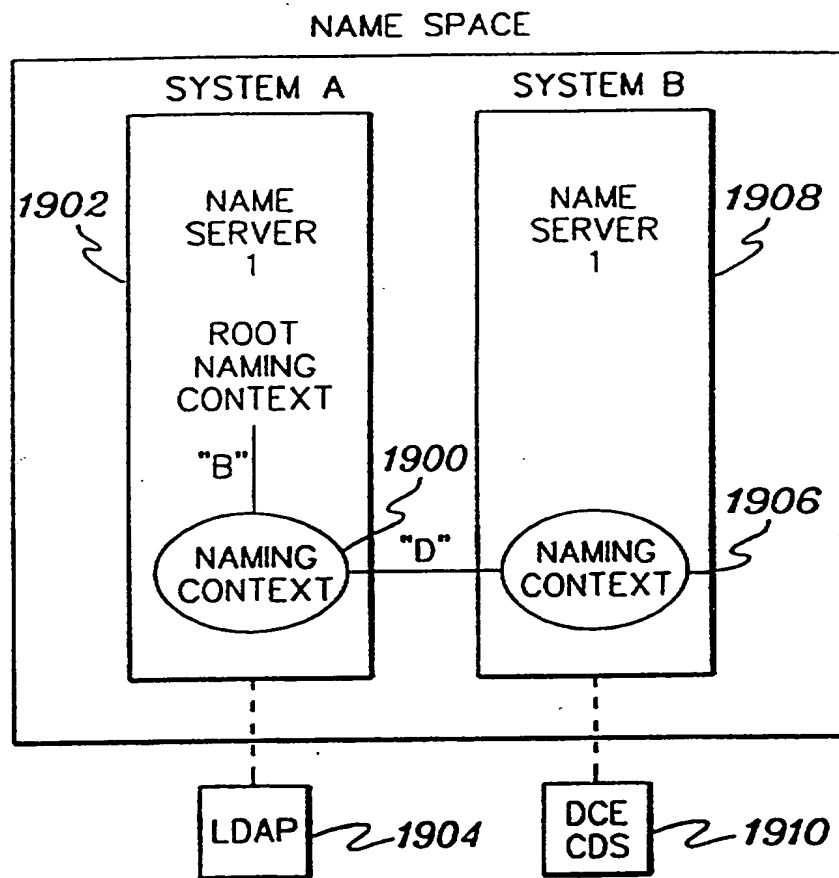 NAME SPACE
SYSTEM A
SYSTEM B
1902
NAME
SERVER
1
NAME
SERVER
1
1908
ROOT
NAMING
CONTEXT
"B"
1900
NAMING
CONTEXT
"D"
NAMING
CONTEXT
1906
LDAP
1904
DCE
CDS
1910